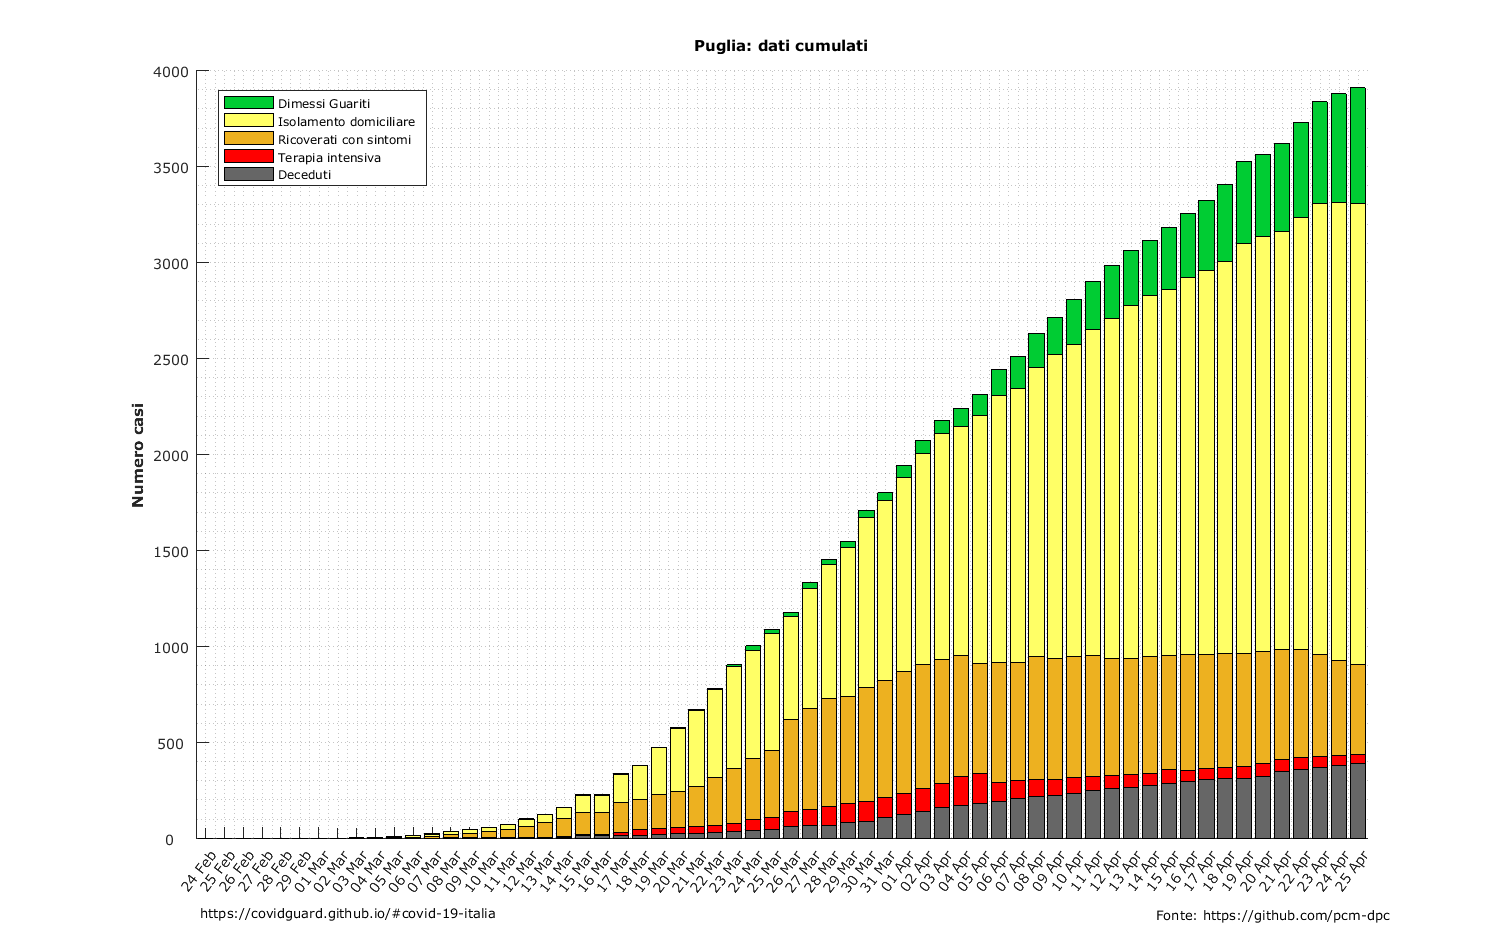 Puglia: dati cumulati
4000
3500
3000
2500
2000
1500
1000
500
0
Numero casi
Dimessi Guariti
Isolamento domiciliare
Ricoverati con sintomi
Terapia intensiva
Deceduti
24 Feb
25 Feb
26 Feb
27 Feb
28 Feb
29 Feb
01 Mar
02 Mar
03 Mar
04 Mar
05 Mar
06 Mar
07 Mar
08 Mar
09 Mar
10 Mar
11 Mar
12 Mar
13 Mar
14 Mar
15 Mar
16 Mar
17 Mar
18 Mar
19 Mar
20 Mar
21 Mar
22 Mar
23 Mar
24 Mar
25 Mar
26 Mar
27 Mar
28 Mar
29 Mar
30 Mar
31 Mar
01 Apr
02 Apr
03 Apr
04 Apr
05 Apr
06 Apr
07 Apr
08 Apr
09 Apr
10 Apr
11 Apr
12 Apr
13 Apr
14 Apr
15 Apr
16 Apr
17 Apr
18 Apr
19 Apr
20 Apr
21 Apr
22 Apr
23 Apr
24 Apr
25 Apr
https://covidguard.github.io/#covid-19-italia
Fonte: https://github.com/pcm-dpc